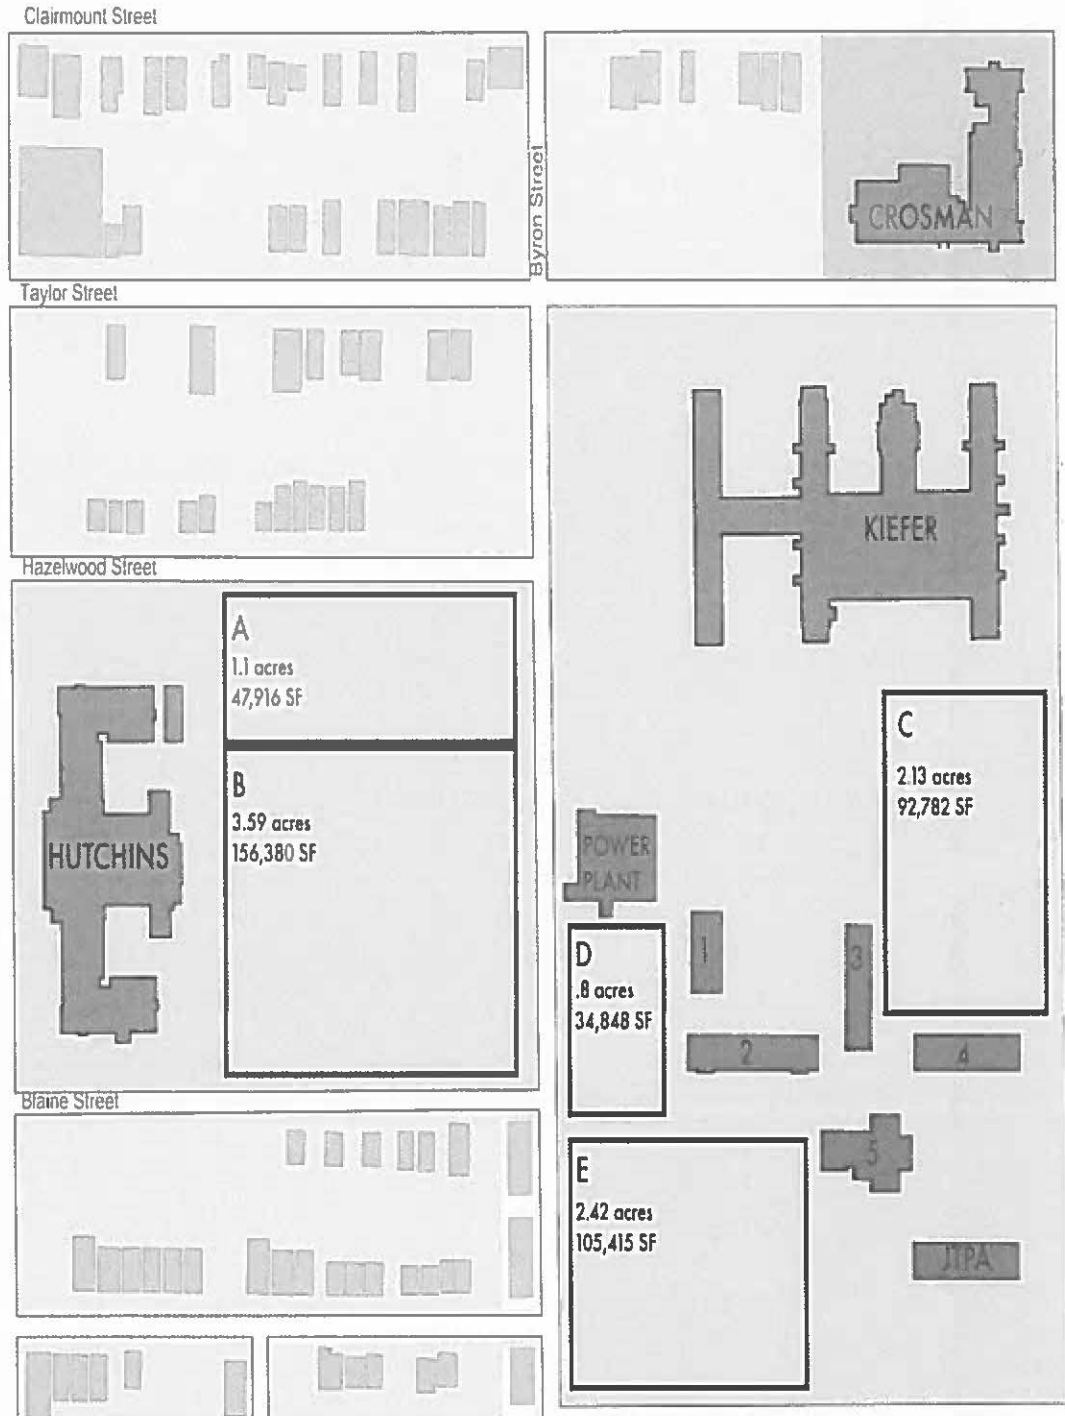 Clairmount Street
Byron Street
CROSMAN
Taylor Street
KIEFER
Hazelwood Street
A
1.1 acres
47,916 SF
B
3.59 acres
156,380 SF
HUTCHINS
C
2.13 acres
92,782 SF
POWER
PLANT
D
.8 acres
34,848 SF
1
2
3
4
5
Blaine Street
E
2.42 acres
105,415 SF
JTPA